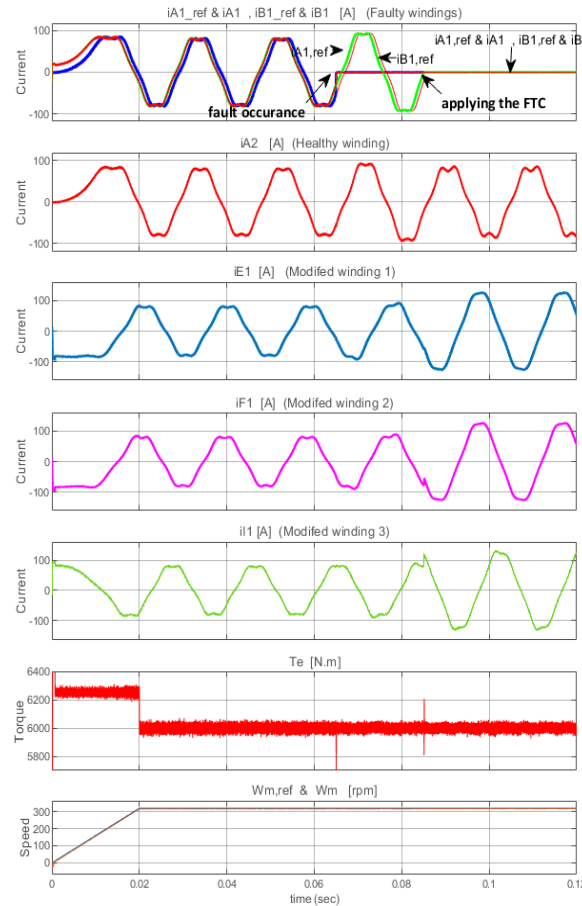 iA1_ref & iA1 , iB1_ref & iB1 [A] (Faulty windings)
Current
100
0
-100
iA1,ref
iB1,ref
iA1,ref & iA1 , iB1,ref & iB
fault occurance
applying the FTC
iA2 [A] (Healthy winding)
Current
100
0
-100
iE1 [A] (Modifed winding 1)
Current
100
0
-100
iF1 [A] (Modifed winding 2)
Current
100
0
-100
iI1 [A] (Modifed winding 3)
Current
100
0
-100
Te [N.m]
Torque
6400
6200
6000
5800
Wm,ref & Wm [rpm]
Speed
300
200
100
0
0
0.02
0.04
0.06
0.08
0.1
0.12
time (sec)